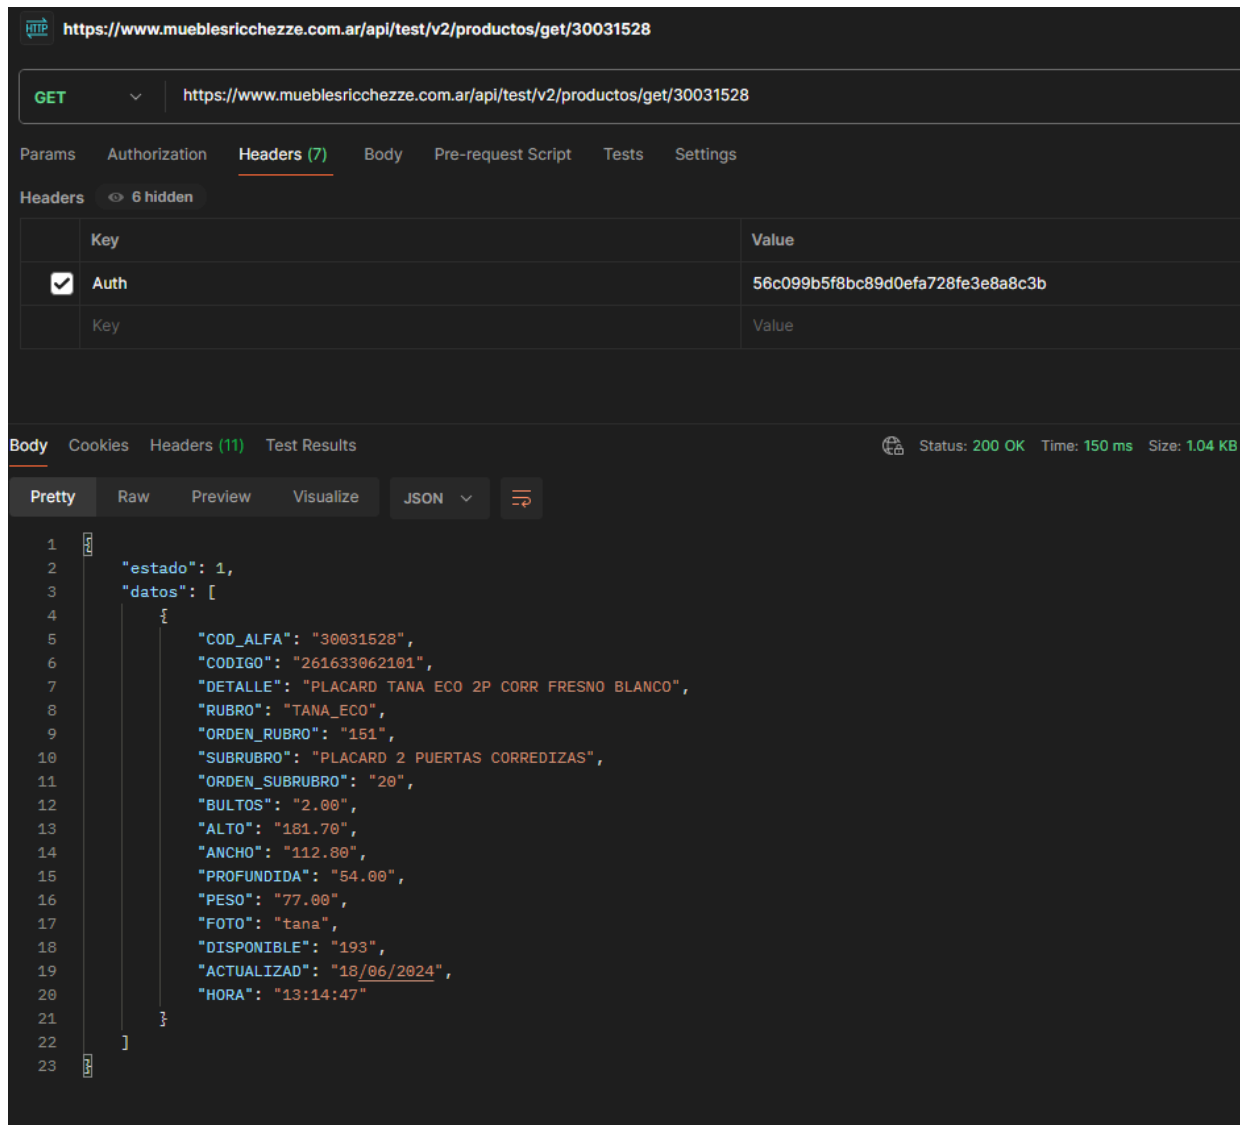 HTTP https://www.mueblesricchezze.com.ar/api/test/v2/productos/get/30031528
GET https://www.mueblesricchezze.com.ar/api/test/v2/productos/get/30031528
Params Authorization Headers (7) Body Pre-request Script Tests Settings
Headers 6 hidden
Key Value
Auth 56c099b5f8bc89d0efa728fe3e8a8c3b
Key Value
Body Cookies Headers (11) Test Results Status: 200 OK Time: 150 ms Size: 1.04 KB
Pretty Raw Preview Visualize JSON
1 {
2 "estado": 1,
3 "datos": [
4 {
5 "COD_ALFA": "30031528",
6 "CODIGO": "261633062101",
7 "DETALLE": "PLACARD TANA ECO 2P CORR FRESNO BLANCO",
8 "RUBRO": "TANA_ECO",
9 "ORDEN_RUBRO": "151",
10 "SUBRUBRO": "PLACARD 2 PUERTAS CORREDIZAS",
11 "ORDEN_SUBRUBRO": "20",
12 "BULTOS": "2.00",
13 "ALTO": "181.70",
14 "ANCHO": "112.80",
15 "PROFUNDIDA": "54.00",
16 "PESO": "77.00",
17 "FOTO": "tana",
18 "DISPONIBLE": "193",
19 "ACTUALIZAD": "18/06/2024",
20 "HORA": "13:14:47"
21 }
22 ]
23 }